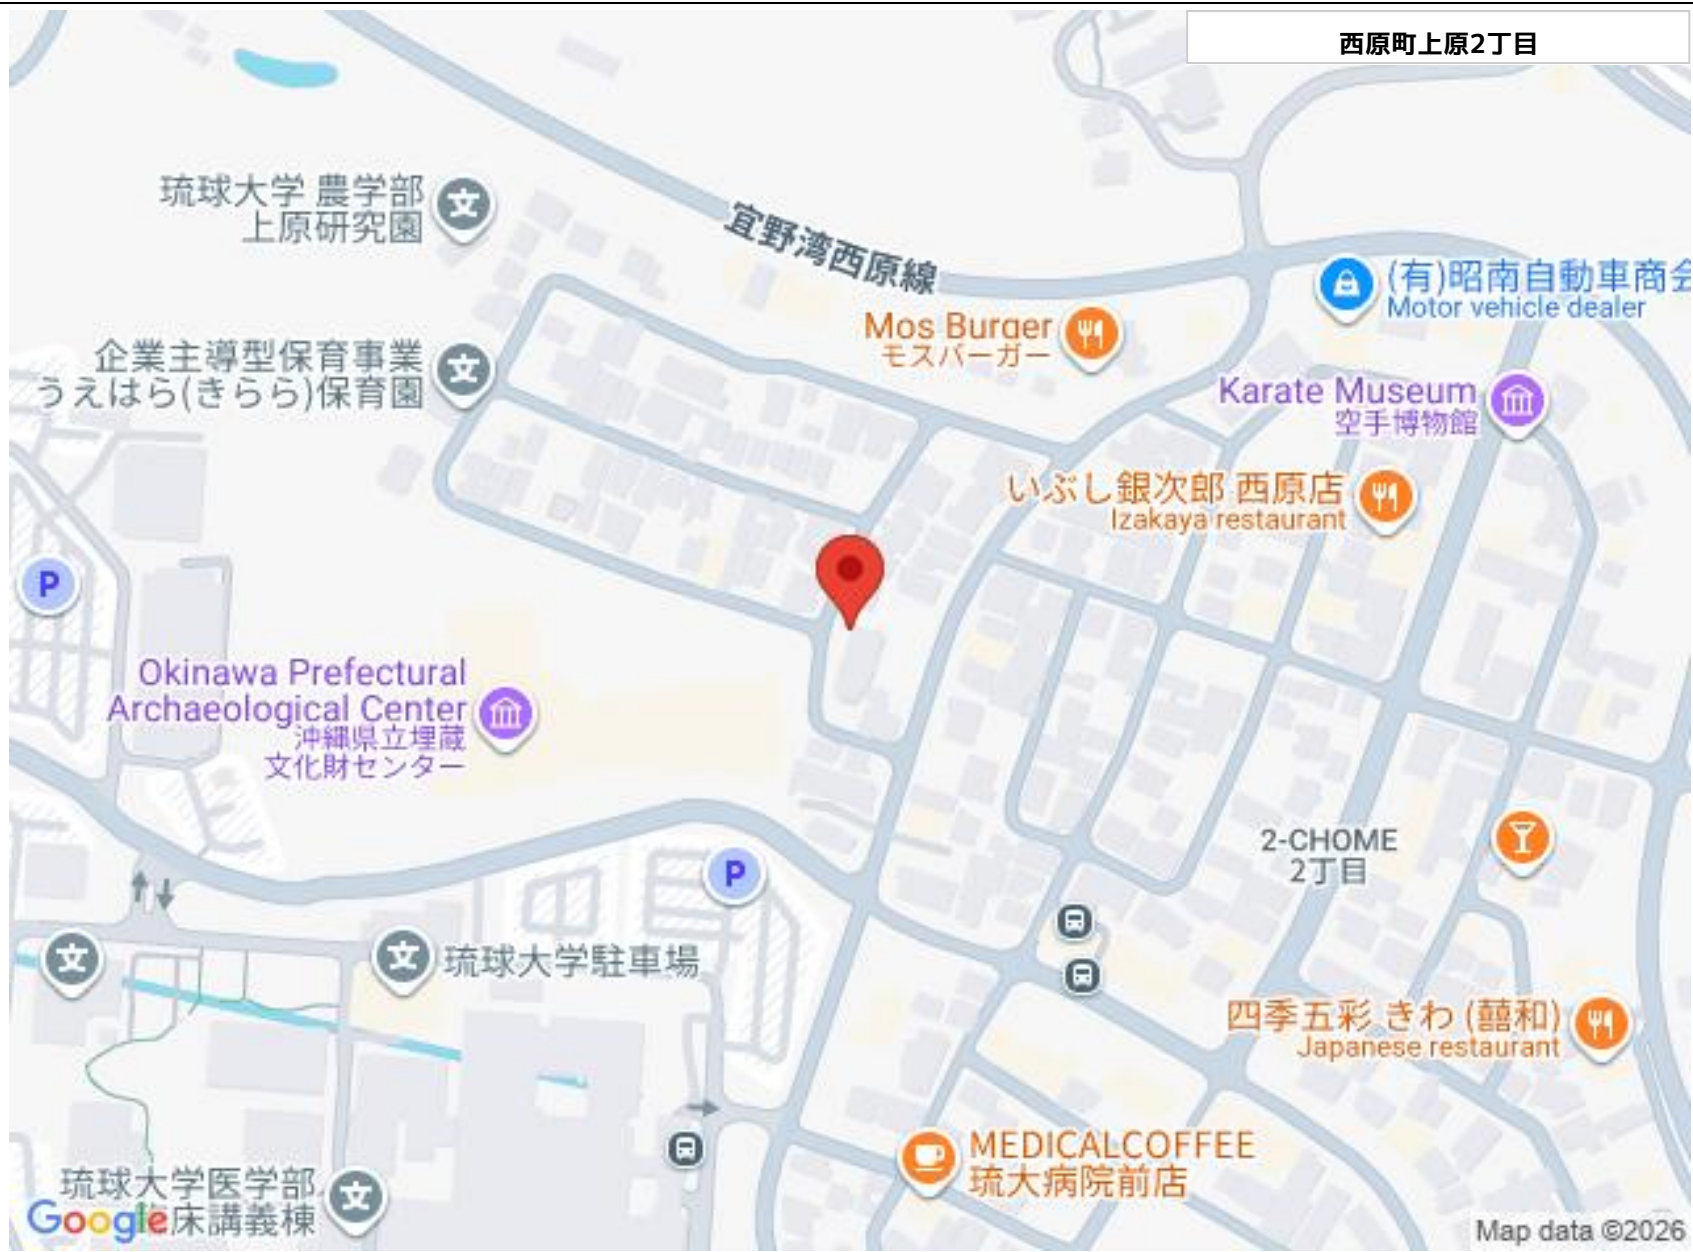 西原町上原2丁目
琉球大学 農学部
上原研究園
宜野湾西原線
(有)昭南自動車商会
Motor vehicle dealer
Mos Burger
モスバーガー
企業主導型保育事業
うえはら(きらら)保育園
Karate Museum
空手博物館
いぶし銀次郎 西原店
Izakaya restaurant
P
Okinawa Prefectural
Archaeological Center
沖縄県立埋蔵
文化財センター
2-CHOME
2丁目
P
琉球大学駐車場
四季五彩 きわ (囍和)
Japanese restaurant
MEDICALCOFFEE
琉大病院前店
琉球大学医学部
床講義棟
Google
Map data ©2026